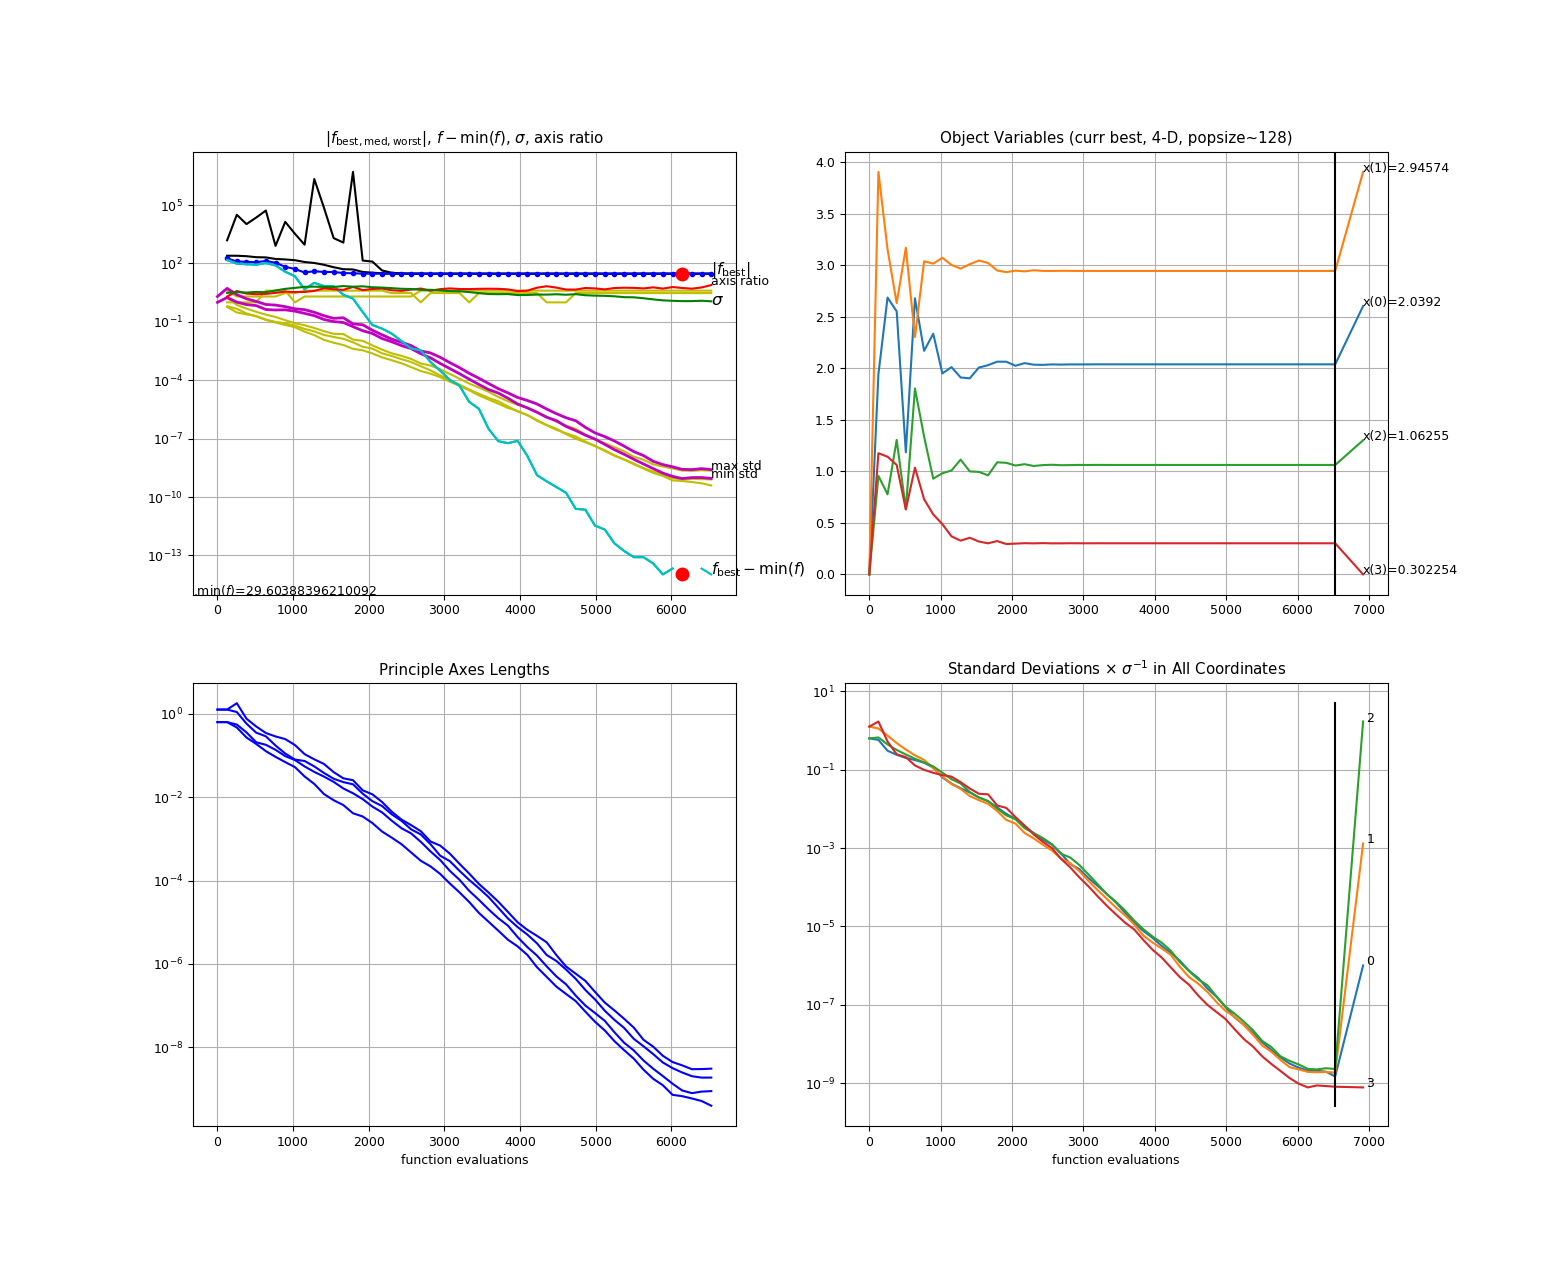 |f_best,med,worst|, f − min(f), σ, axis ratio
10^5
10^2
10^−1
10^−4
10^−7
10^−10
10^−13
|f_best|
axis ratio
σ
max std
min std
f_best − min(f)
min(f)=29.60388396210092
0 1000 2000 3000 4000 5000 6000
Object Variables (curr best, 4-D, popsize~128)
4.0
3.5
3.0
2.5
2.0
1.5
1.0
0.5
0.0
x(1)=2.94574
x(0)=2.0392
x(2)=1.06255
x(3)=0.302254
0 1000 2000 3000 4000 5000 6000 7000
Principle Axes Lengths
10^0
10^−2
10^−4
10^−6
10^−8
0 1000 2000 3000 4000 5000 6000
function evaluations
Standard Deviations × σ^−1 in All Coordinates
10^1
10^−1
10^−3
10^−5
10^−7
10^−9
2
1
0
3
0 1000 2000 3000 4000 5000 6000 7000
function evaluations